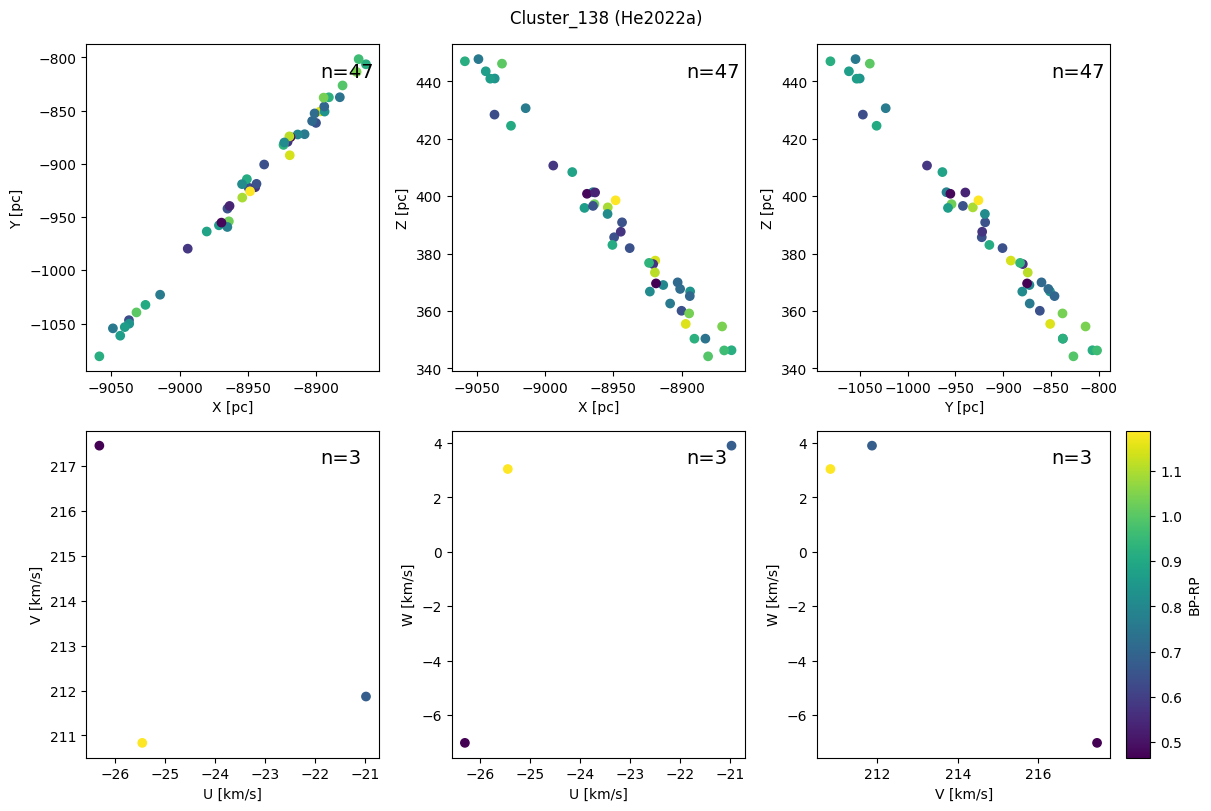 Cluster_138 (He2022a)
n=47
−800
−850
−900
−950
−1000
−1050
Y [pc]
−9050 −9000 −8950 −8900
X [pc]
n=47
440
420
400
380
360
340
Z [pc]
−9050 −9000 −8950 −8900
X [pc]
n=47
440
420
400
380
360
340
Z [pc]
−1050 −1000 −950 −900 −850 −800
Y [pc]
n=3
217
216
215
214
213
212
211
V [km/s]
−26 −25 −24 −23 −22 −21
U [km/s]
n=3
4
2
0
−2
−4
−6
W [km/s]
−26 −25 −24 −23 −22 −21
U [km/s]
n=3
4
2
0
−2
−4
−6
W [km/s]
212 214 216
V [km/s]
1.1
1.0
0.9
0.8
0.7
0.6
0.5
BP-RP